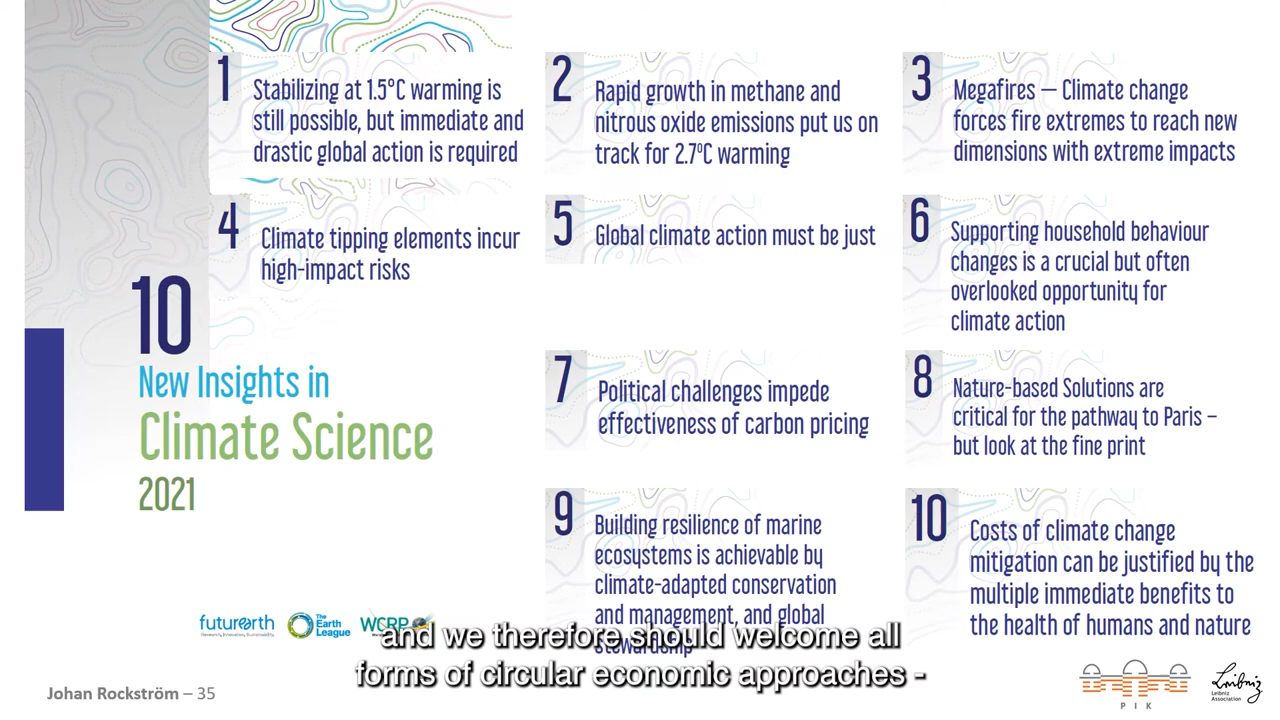 1
Stabilizing at 1.5°C warming is
still possible, but immediate and
drastic global action is required
2
Rapid growth in methane and
nitrous oxide emissions put us on
track for 2.7⁰C warming
3
Megafires – Climate change
forces fire extremes to reach new
dimensions with extreme impacts
4
Climate tipping elements incur
high-impact risks
5
Global climate action must be just
6
Supporting household behaviour
changes is a crucial but often
overlooked opportunity for
climate action
10
New Insights in
Climate Science
2021
7
Political challenges impede
effectiveness of carbon pricing
8
Nature-based Solutions are
critical for the pathway to Paris –
but look at the fine print
9
Building resilience of marine
ecosystems is achievable by
climate-adapted conservation
and management, and global
stewardship
10
Costs of climate change
mitigation can be justified by the
multiple immediate benefits to
the health of humans and nature
futurearth
The
Earth
League
WCRP
and we therefore should welcome all
forms of circular economic approaches -
Johan Rockström – 35
PIK
Leibniz
Leibniz
Association